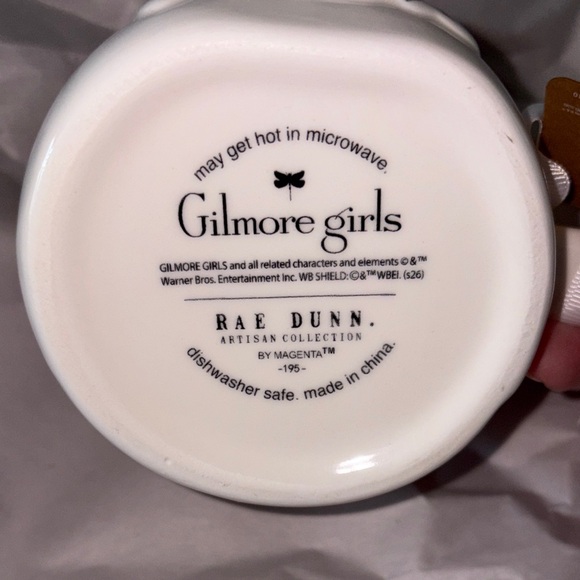 may get hot in microwave.
Gilmore girls
GILMORE GIRLS and all related characters and elements © & ™
Warner Bros. Entertainment Inc. WB SHIELD: ©&™ WBEI. (s26)
RAE DUNN.
ARTISAN COLLECTION
BY MAGENTA™
-195-
dishwasher safe. made in china.